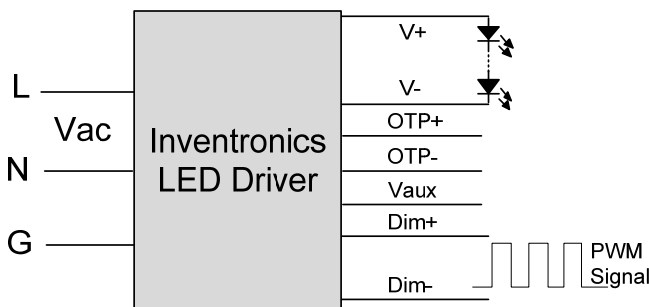 L
Vac
N
G
Inventronics
LED Driver
V+
V-
OTP+
OTP-
Vaux
Dim+
Dim-
PWM
Signal